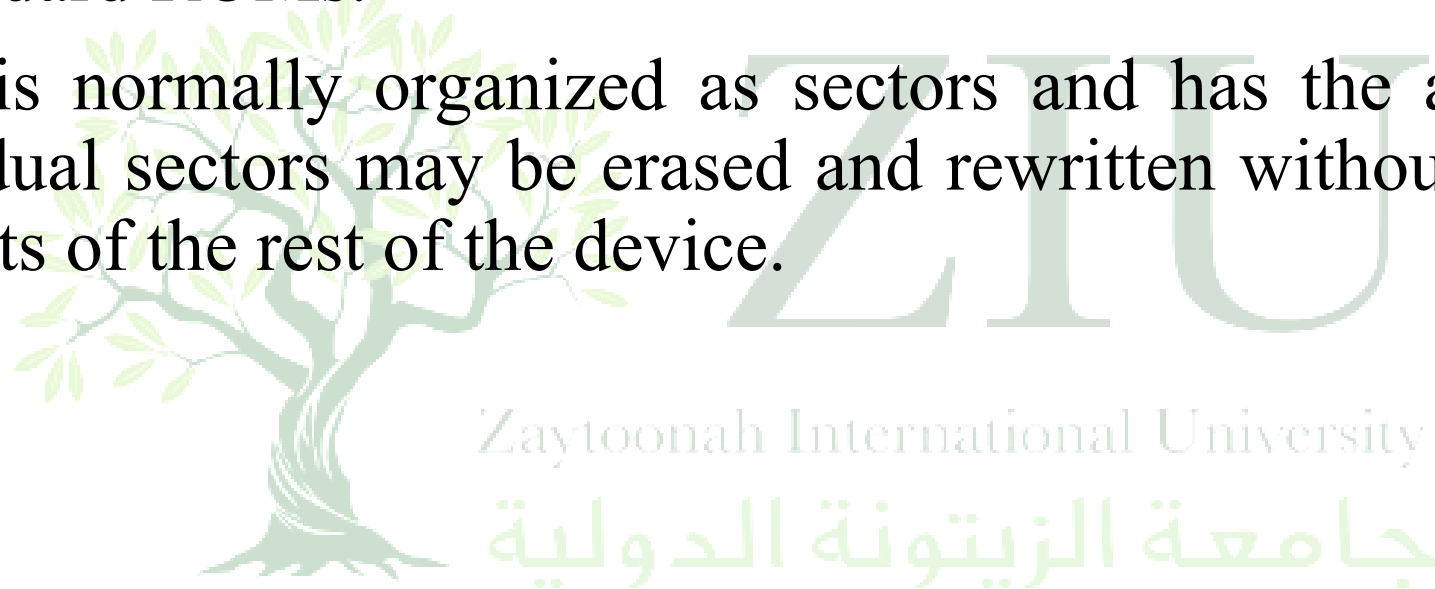 is normally organized as sectors and has the
dual sectors may be erased and rewritten withou
ts of the rest of the device.
ZIU
Zaytoonah International University
جامعة الزيتونة الدولية